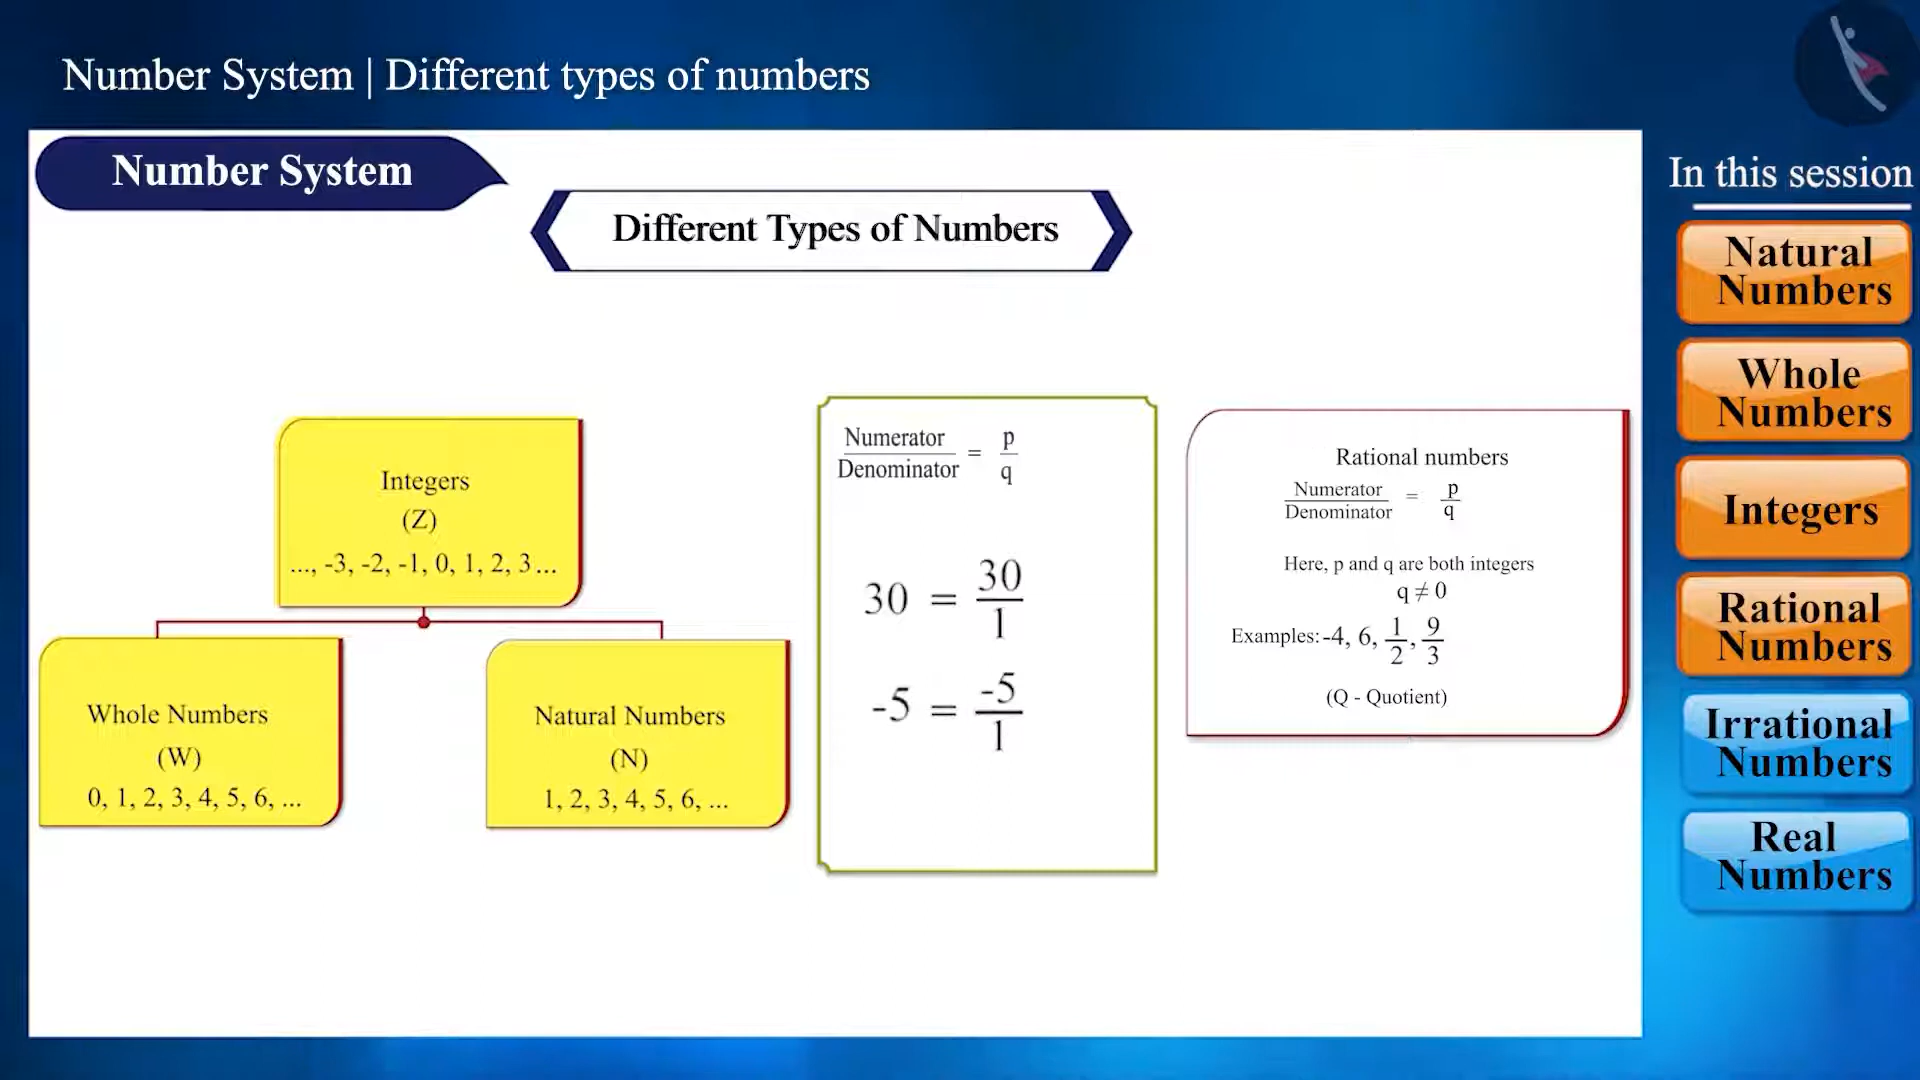 Number System | Different types of numbers
Number System
Different Types of Numbers
Integers
(Z)
..., -3, -2, -1, 0, 1, 2, 3...
Whole Numbers
(W)
0, 1, 2, 3, 4, 5, 6, ...
Natural Numbers
(N)
1, 2, 3, 4, 5, 6, ...
Numerator/Denominator = p/q
30 = 30/1
-5 = -5/1
Rational numbers
Numerator/Denominator = p/q
Here, p and q are both integers
q ≠ 0
Examples:-4, 6, 1/2, 9/3
(Q - Quotient)
In this session
Natural
Numbers
Whole
Numbers
Integers
Rational
Numbers
Irrational
Numbers
Real
Numbers